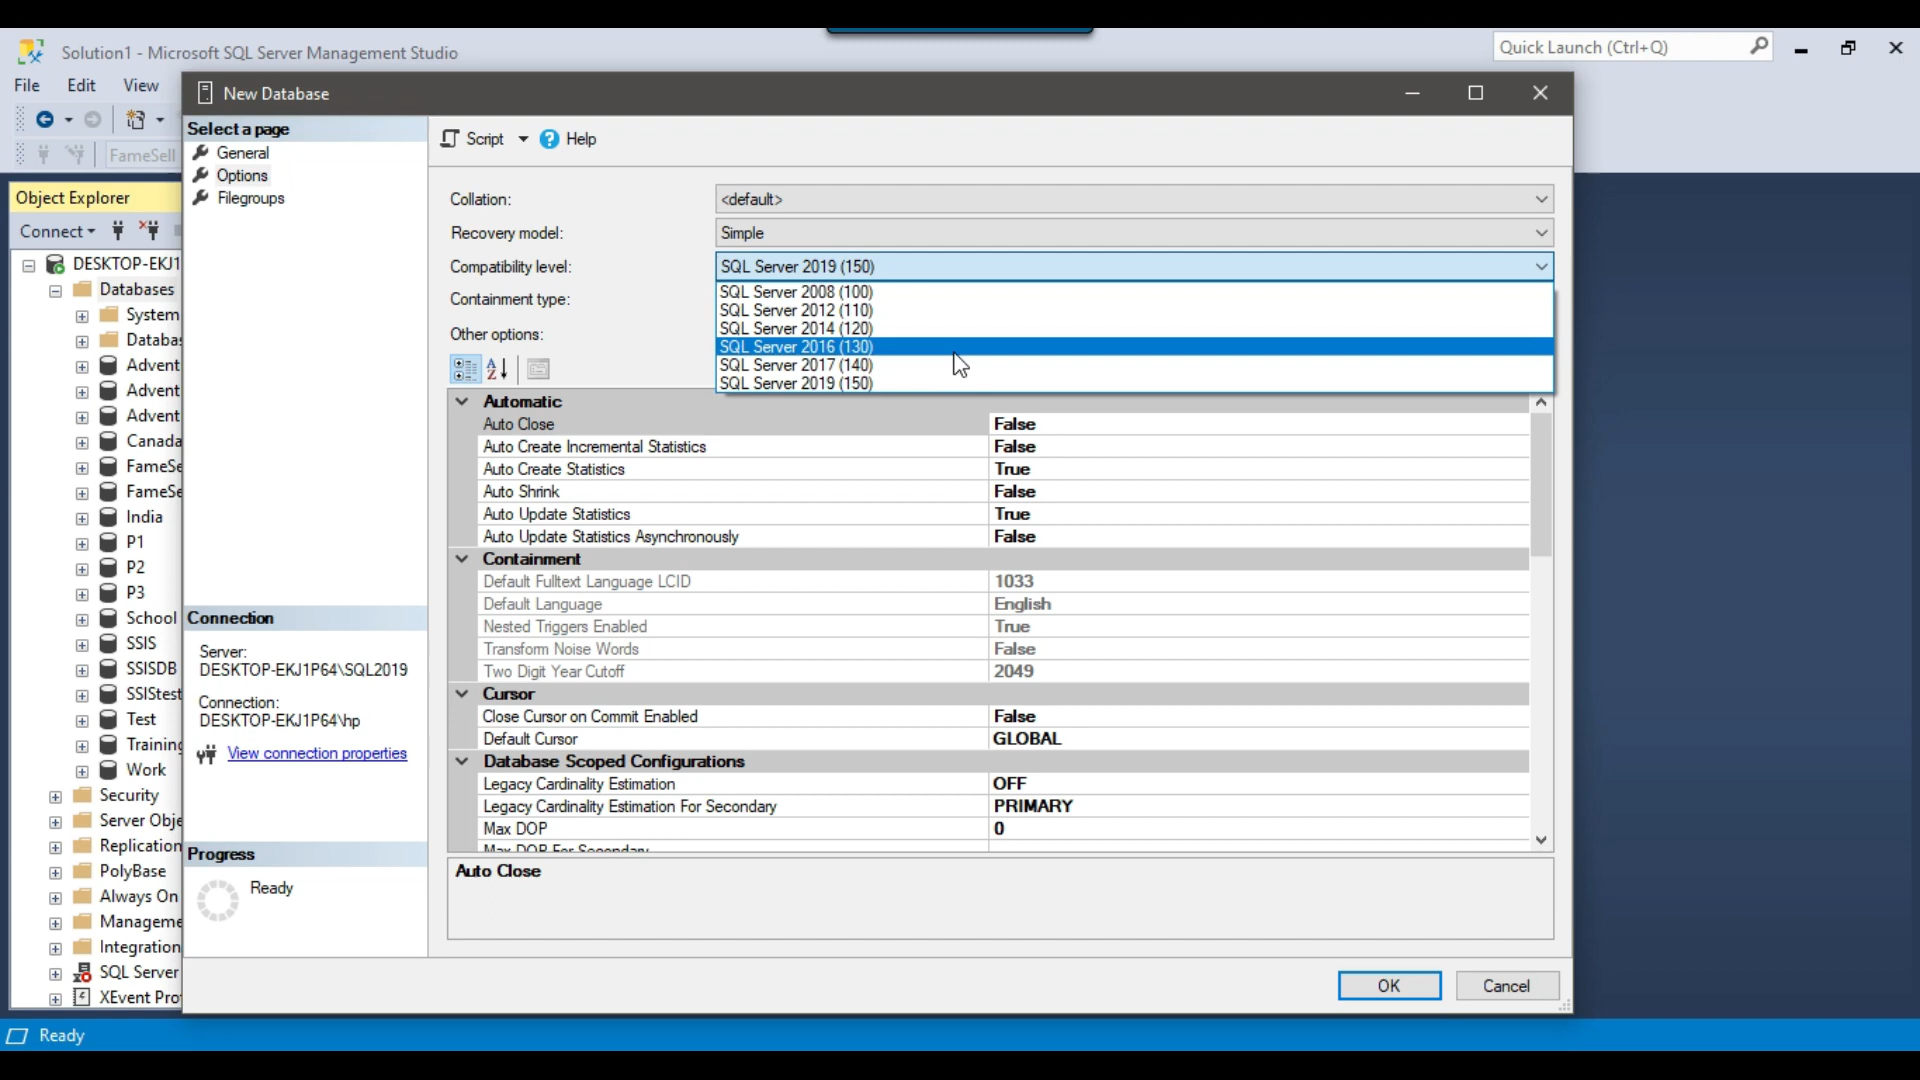 Solution1 - Microsoft SQL Server Management Studio
Quick Launch (Ctrl+Q)
File Edit View
FameSell
Object Explorer
Connect
DESKTOP-EKJ1
Databases
System
Databas
Advent
Advent
Advent
Canada
FameSe
FameSe
India
P1
P2
P3
School
SSIS
SSISDB
SSIStest
Test
Training
Work
Security
Server Obje
Replication
PolyBase
Always On
Manageme
Integration
SQL Server
XEvent Prof
Ready
New Database
Select a page
General
Options
Filegroups
Connection
Server:
DESKTOP-EKJ1P64\SQL2019
Connection:
DESKTOP-EKJ1P64\hp
View connection properties
Progress
Ready
Script Help
Collation: <default>
Recovery model: Simple
Compatibility level: SQL Server 2019 (150)
SQL Server 2008 (100)
SQL Server 2012 (110)
SQL Server 2014 (120)
SQL Server 2016 (130)
SQL Server 2017 (140)
SQL Server 2019 (150)
Containment type:
Other options:
Automatic
Auto Close False
Auto Create Incremental Statistics False
Auto Create Statistics True
Auto Shrink False
Auto Update Statistics True
Auto Update Statistics Asynchronously False
Containment
Default Fulltext Language LCID 1033
Default Language English
Nested Triggers Enabled True
Transform Noise Words False
Two Digit Year Cutoff 2049
Cursor
Close Cursor on Commit Enabled False
Default Cursor GLOBAL
Database Scoped Configurations
Legacy Cardinality Estimation OFF
Legacy Cardinality Estimation For Secondary PRIMARY
Max DOP 0
Max DOP For Secondary
Auto Close
OK Cancel